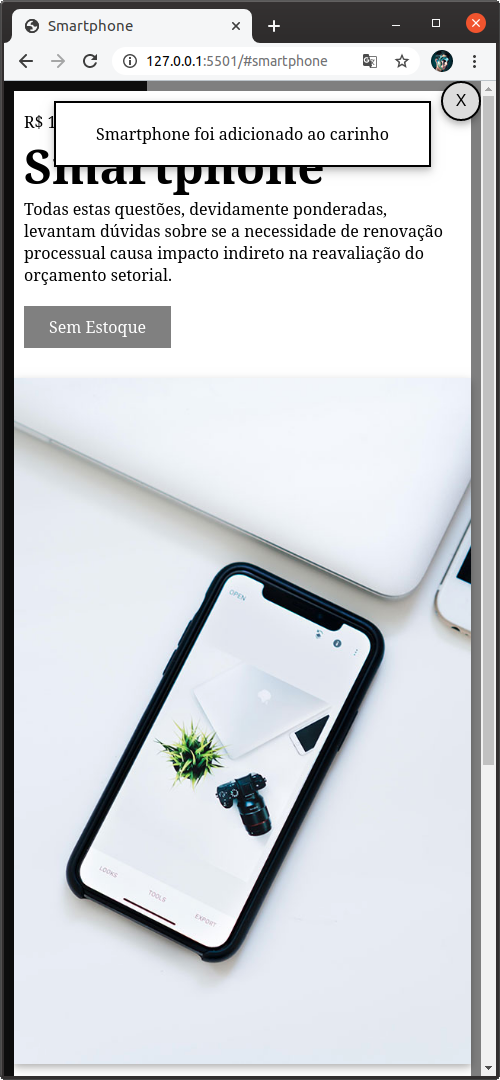 Smartphone
127.0.0.1:5501/#smartphone
X
R$ 1
Smartphone foi adicionado ao carinho
Smartphone
Todas estas questões, devidamente ponderadas,
levantam dúvidas sobre se a necessidade de renovação
processual causa impacto indireto na reavaliação do
orçamento setorial.
Sem Estoque
OPEN
LOOKS
TOOLS
EXPORT